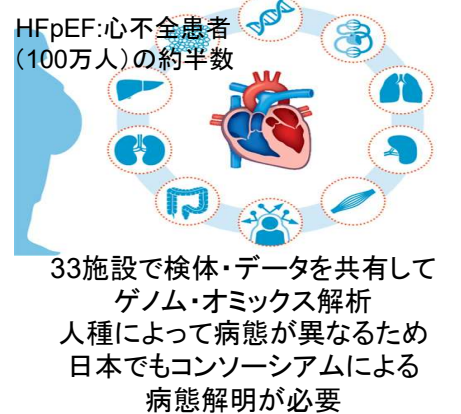 HFpEF:心不全患者
（100万人）の約半数
33施設で検体・データを共有して
ゲノム・オミックス解析
人種によって病態が異なるため
日本でもコンソーシアムによる
病態解明が必要